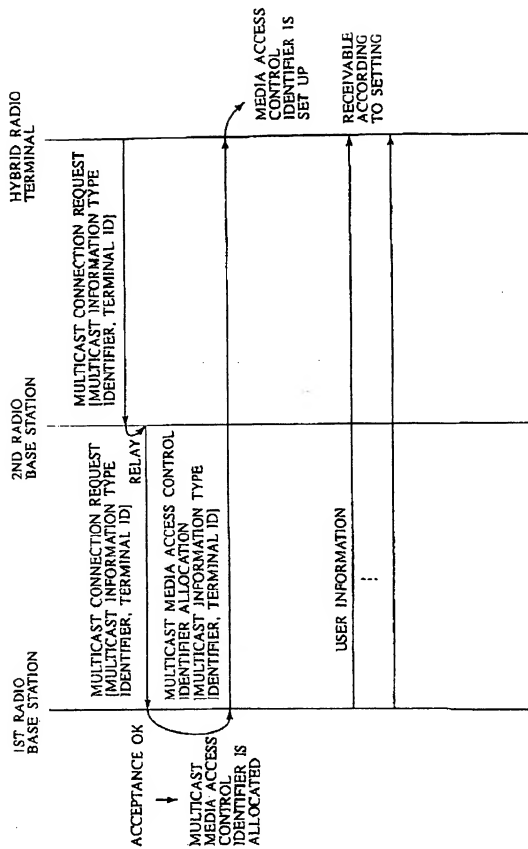 1ST RADIO
BASE STATION
2ND RADIO
BASE STATION
HYBRID RADIO
TERMINAL
MULTICAST CONNECTION REQUEST
[MULTICAST INFORMATION TYPE
IDENTIFIER, TERMINAL ID]
RELAY
MULTICAST CONNECTION REQUEST
[MULTICAST INFORMATION TYPE
IDENTIFIER, TERMINAL ID]
ACCEPTANCE OK
MULTICAST
MEDIA ACCESS
CONTROL
IDENTIFIER IS
ALLOCATED
MULTICAST MEDIA ACCESS CONTROL
IDENTIFIER ALLOCATION
[MULTICAST INFORMATION TYPE
IDENTIFIER, TERMINAL ID]
MEDIA ACCESS
CONTROL
IDENTIFIER IS
SET UP
USER INFORMATION
RECEIVABLE
ACCORDING
TO SETTING